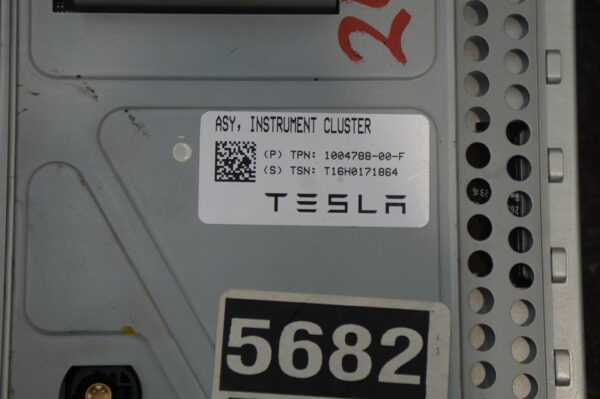 ASY, INSTRUMENT CLUSTER
(P) TPN: 1004788-00-F
(S) TSN: T16H0171864
TESLA
5682